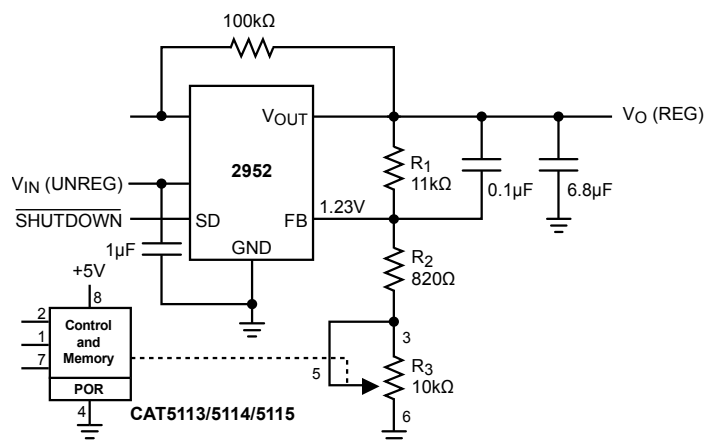 100kΩ
VOUT
VO (REG)
2952
R1
11kΩ
0.1µF
6.8µF
VIN (UNREG)
SHUTDOWN
SD
FB
1.23V
GND
1µF
R2
820Ω
+5V
8
2
1
7
Control
and
Memory
POR
4
CAT5113/5114/5115
3
5
R3
10kΩ
6